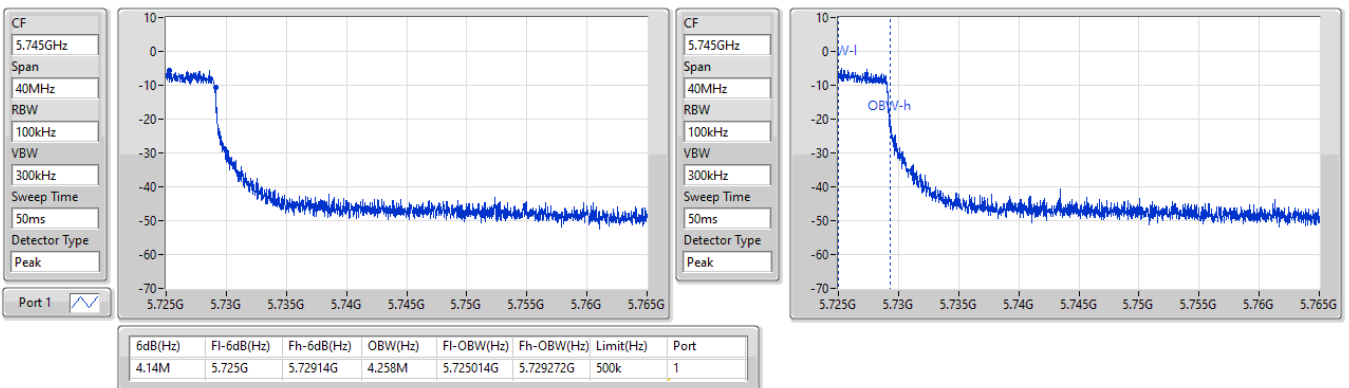 CF
5.745GHz
Span
40MHz
RBW
100kHz
VBW
300kHz
Sweep Time
50ms
Detector Type
Peak
Port 1
10
0
-10
-20
-30
-40
-50
-60
-70
5.725G 5.73G 5.735G 5.74G 5.745G 5.75G 5.755G 5.76G 5.765G
CF
5.745GHz
Span
40MHz
RBW
100kHz
VBW
300kHz
Sweep Time
50ms
Detector Type
Peak
10
0
-10
-20
-30
-40
-50
-60
-70
W-l
OBW-h
5.725G 5.73G 5.735G 5.74G 5.745G 5.75G 5.755G 5.76G 5.765G
6dB(Hz) Fl-6dB(Hz) Fh-6dB(Hz) OBW(Hz) Fl-OBW(Hz) Fh-OBW(Hz) Limit(Hz) Port
4.14M 5.725G 5.72914G 4.258M 5.725014G 5.729272G 500k 1